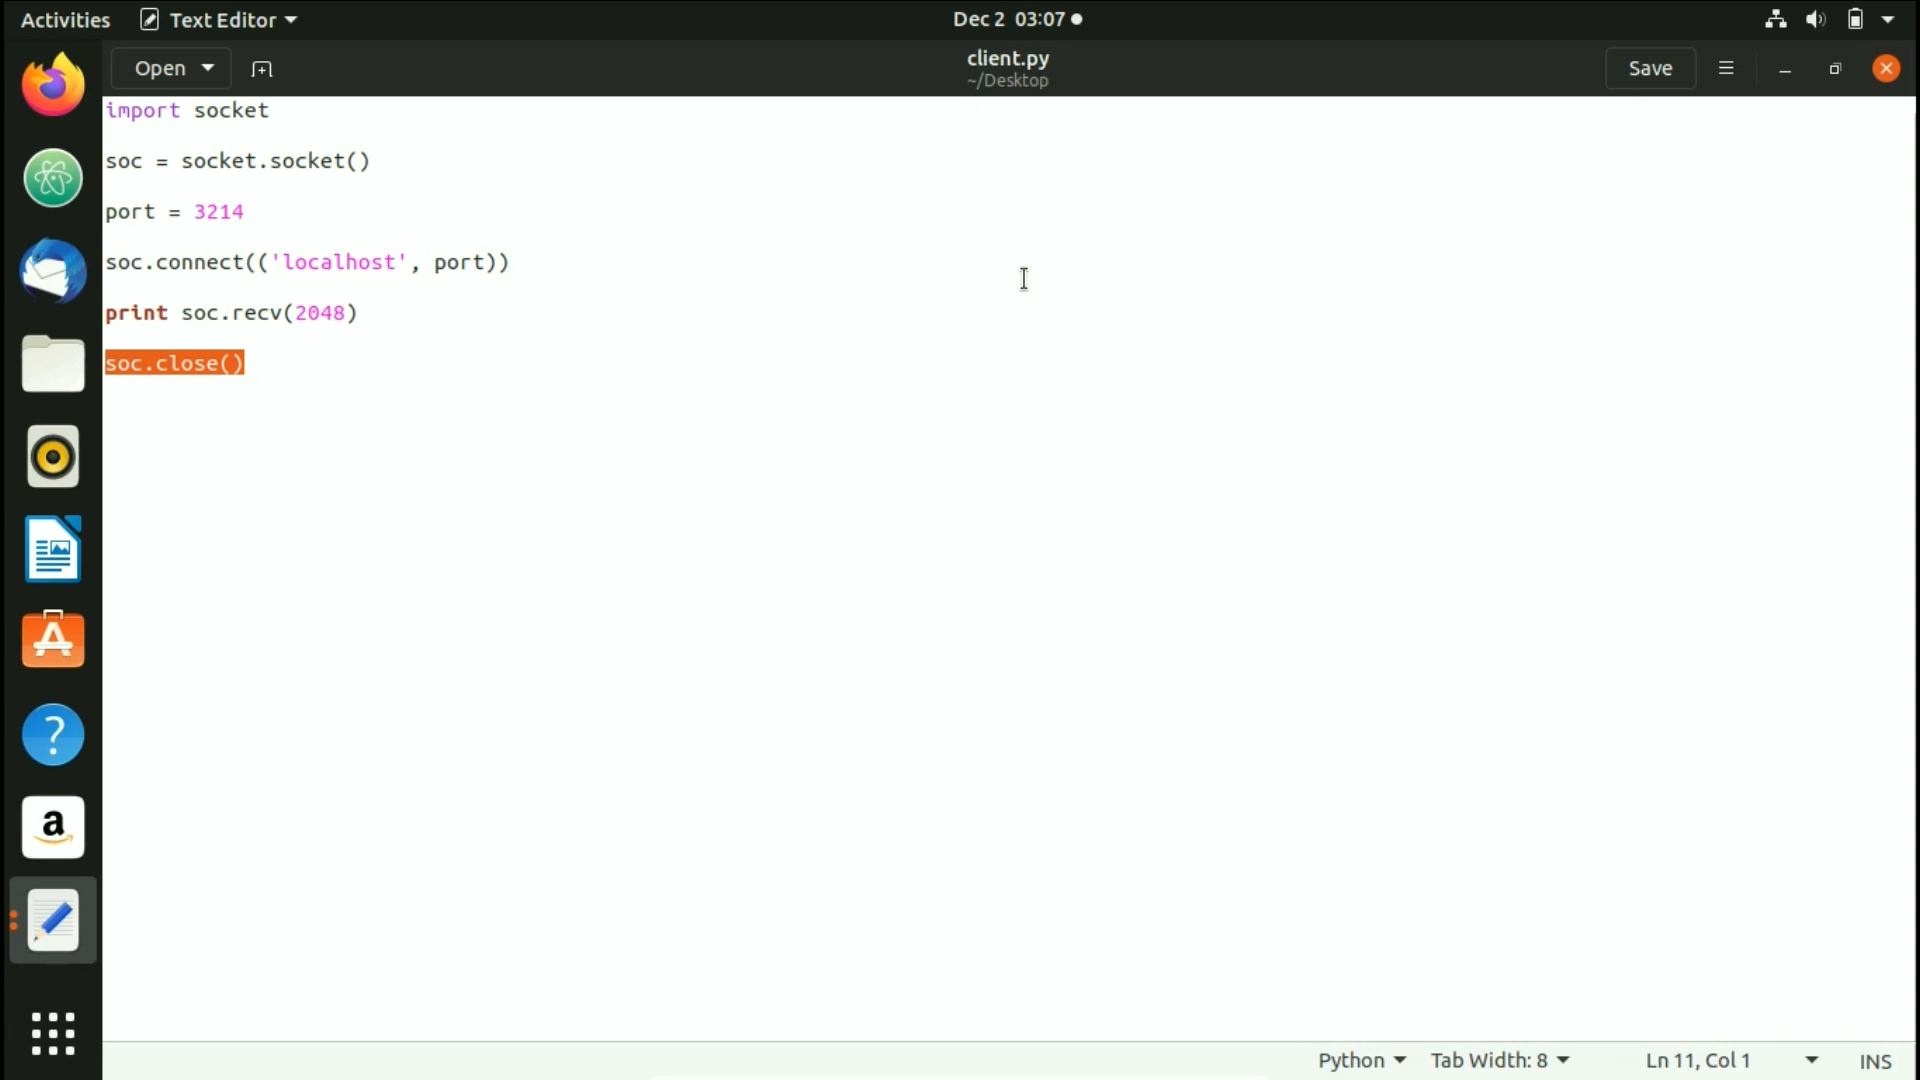 Activities Text Editor Dec 2 03:07
Open client.py Save
~/Desktop
import socket
soc = socket.socket()
port = 3214
soc.connect(('localhost', port))
print soc.recv(2048)
soc.close()
?
a
Python Tab Width: 8 Ln 11, Col 1 INS